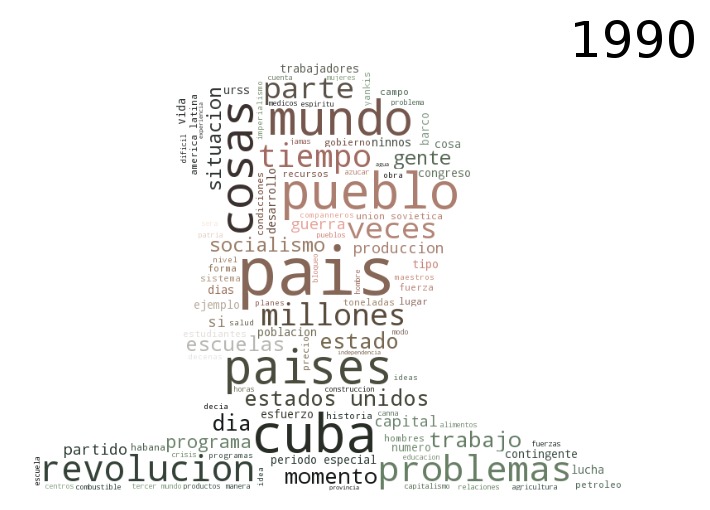 1990
trabajadores
cuenta
mujeres
urss
parte
yankis
campo
vida
america latina
experiencia
dificil
situacion
cosas
imperialismo
medicos
espiritu
problema
mundo
barco
jamas
gobierno
ninnos
cosa
tiempo
agua
gente
condiciones
desarrollo
recursos
azucar
obra
congreso
pueblo
companneros
union sovietica
patria
guerra
veces
pueblos
socialismo
produccion
nivel
forma
sistema
pais
bloqueo
hombre
tipo
maestros
fuerza
dias
ejemplo
planes
toneladas
lugar
si
salud
millones
estudiantes
poblacion
modo
escuelas
precio
estado
decenas
independencia
paises
ideas
horas
construccion
estados unidos
decia
esfuerzo
historia
canna
dia
cuba
capital
alimentos
partido
habana
programa
hombres
trabajo
fuerzas
numero
contingente
crisis
programas
periodo especial
educacion
escuela
revolucion
idea
momento
problemas
lucha
petroleo
centros
combustible
tercer mundo
productos
manera
provincia
capitalismo
relaciones
agricultura